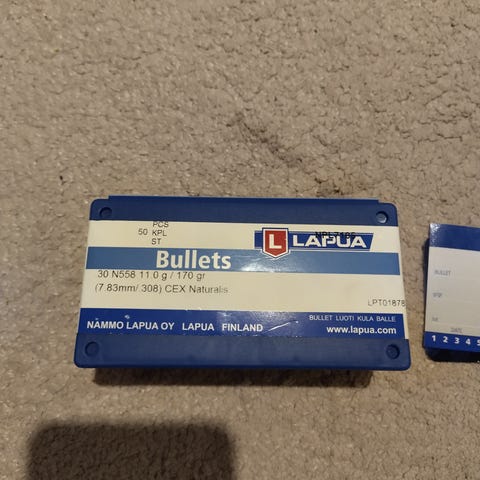 PCS
50 KPL
ST
L LAPUA
Bullets
30 N558 11.0 g / 170 gr
(7.83mm/ 308) CEX Naturalis
LPT01878
NAMMO LAPUA OY LAPUA FINLAND
BULLET LUOTI KULA BALLE
www.lapua.com
BULLET
DATE
1 2 3 4 5